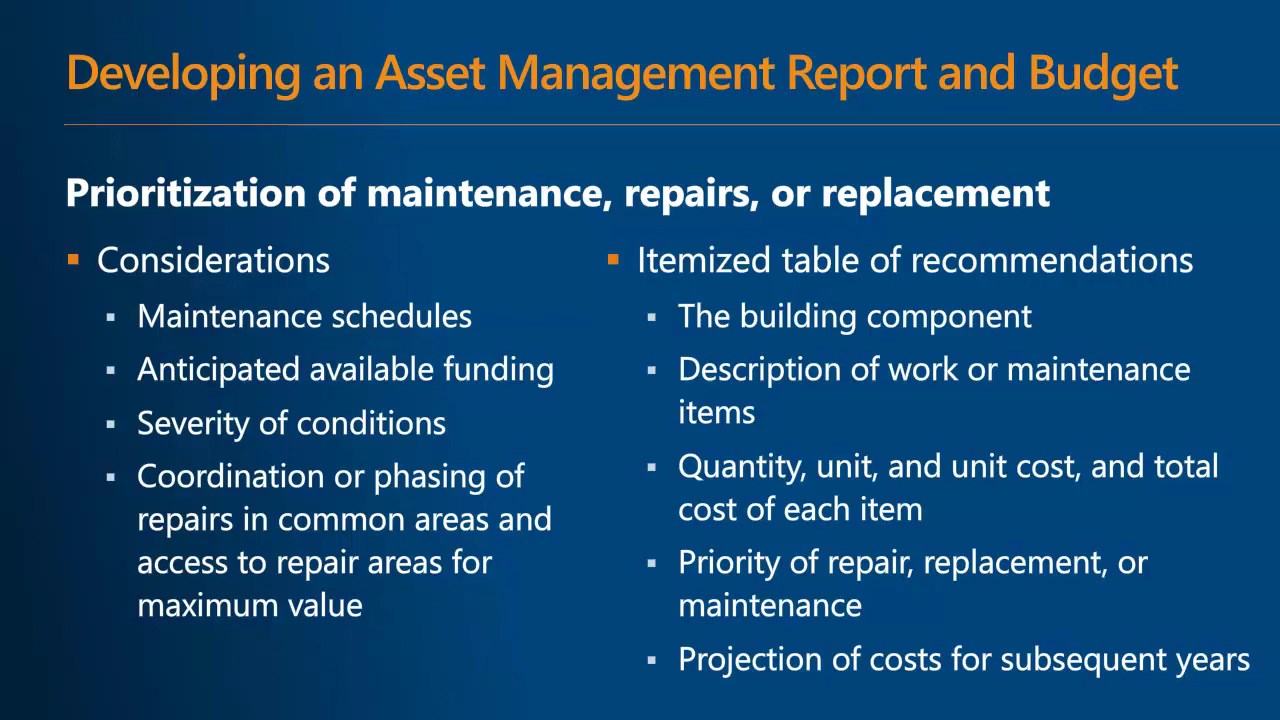 Developing an Asset Management Report and Budget
Prioritization of maintenance, repairs, or replacement
Considerations
Maintenance schedules
Anticipated available funding
Severity of conditions
Coordination or phasing of
repairs in common areas and
access to repair areas for
maximum value
Itemized table of recommendations
The building component
Description of work or maintenance
items
Quantity, unit, and unit cost, and total
cost of each item
Priority of repair, replacement, or
maintenance
Projection of costs for subsequent years